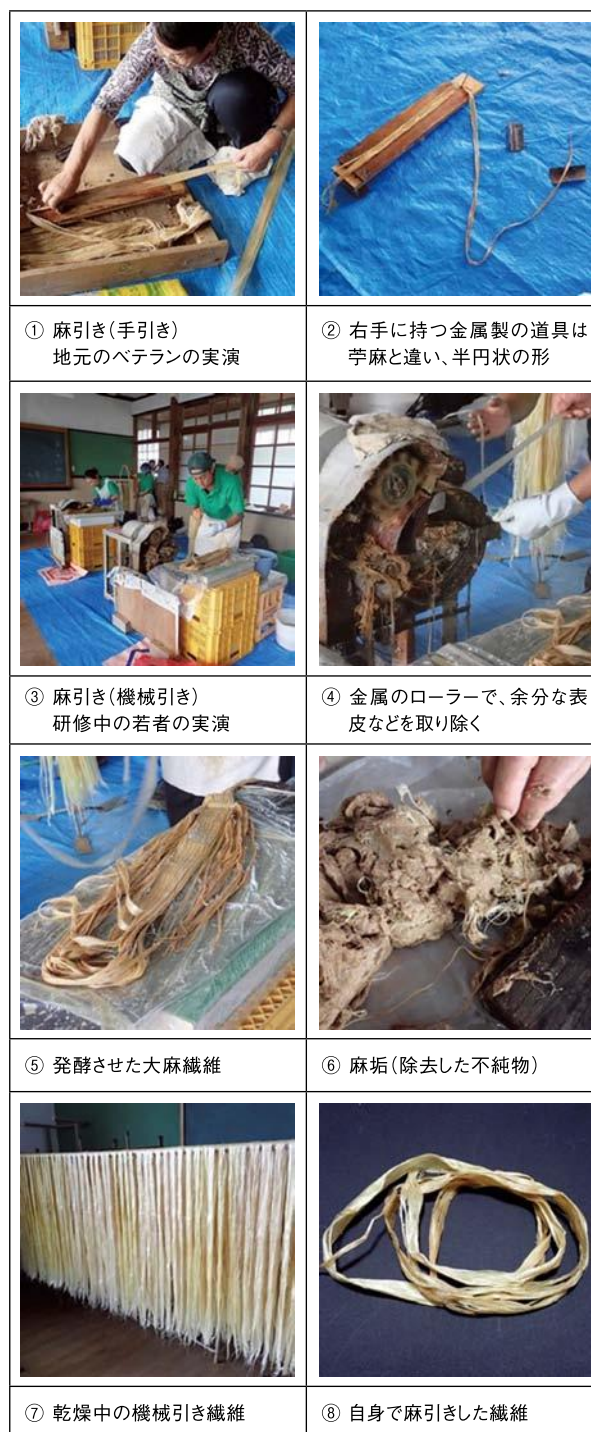 ① 麻引き(手引き)
地元のベテランの実演
② 右手に持つ金属製の道具は
苧麻と違い、半円状の形
③ 麻引き(機械引き)
研修中の若者の実演
④ 金属のローラーで、余分な表
皮などを取り除く
⑤ 発酵させた大麻繊維
⑥ 麻垢(除去した不純物)
⑦ 乾燥中の機械引き繊維
⑧ 自身で麻引きした繊維